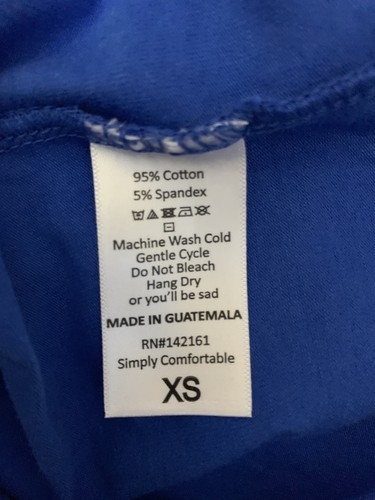 95% Cotton
5% Spandex
Machine Wash Cold
Gentle Cycle
Do Not Bleach
Hang Dry
or you'll be sad
MADE IN GUATEMALA
RN#142161
Simply Comfortable
XS